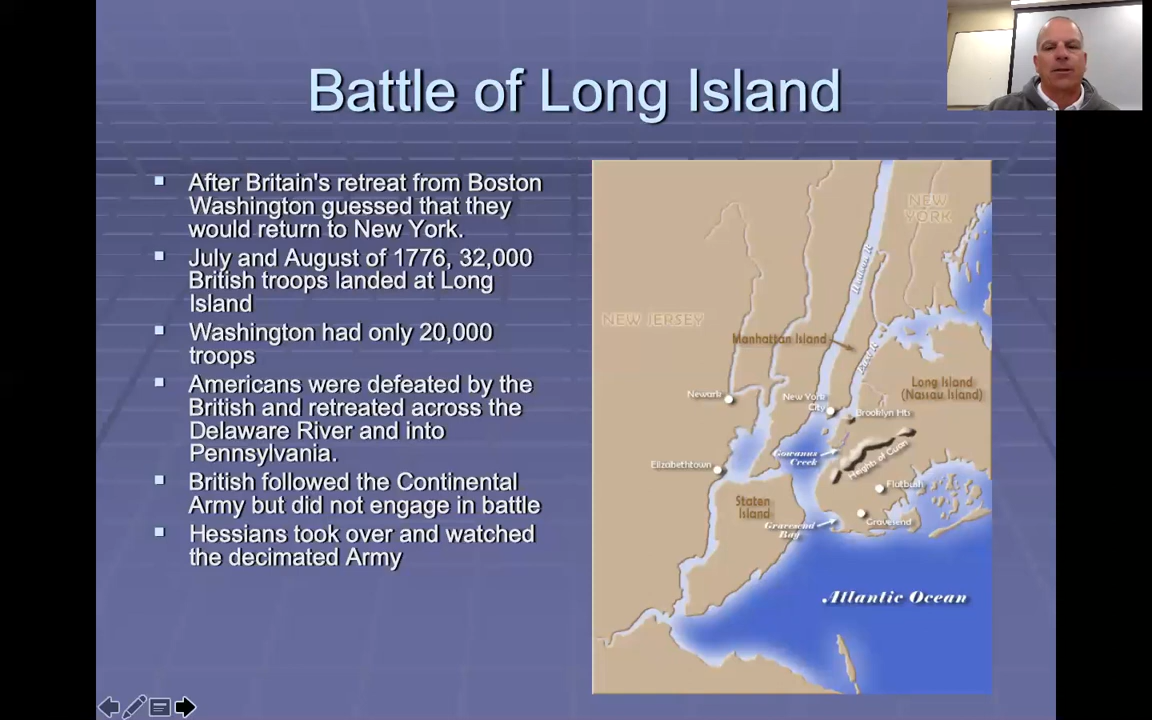 Battle of Long Island
After Britain's retreat from Boston
Washington guessed that they
would return to New York.
July and August of 1776, 32,000
British troops landed at Long
Island
Washington had only 20,000
troops
Americans were defeated by the
British and retreated across the
Delaware River and into
Pennsylvania.
British followed the Continental
Army but did not engage in battle
Hessians took over and watched
the decimated Army
NEW
YORK
Hudson R
NEW JERSEY
Manhattan Island
East R
Long Island
(Nassau Island)
Newark
New York
City
Brooklyn Hts
Gowanus
Creek
Heights of Guan
Elizabethtown
Flatbush
Staten
Island
Gravesend
Bay
Gravesend
Atlantic Ocean